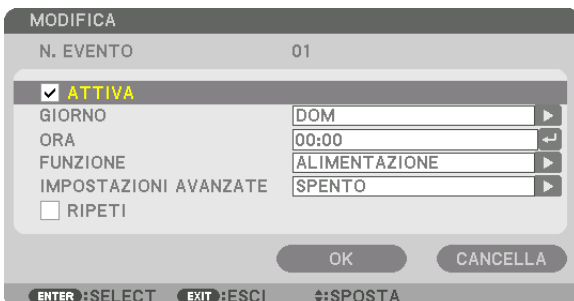 MODIFICA
N. EVENTO 01
ATTIVA
GIORNO DOM
ORA 00:00
FUNZIONE ALIMENTAZIONE
IMPOSTAZIONI AVANZATE SPENTO
RIPETI
OK CANCELLA
ENTER :SELECT EXIT :ESCI :SPOSTA